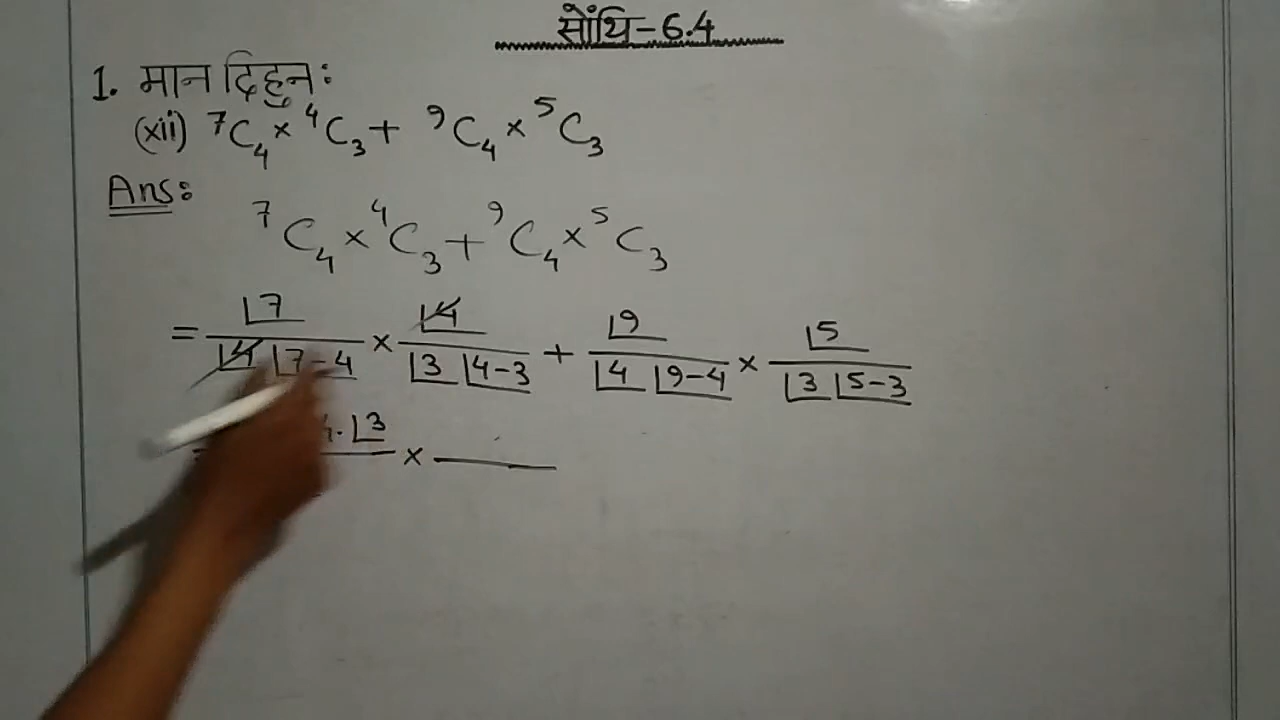 सोंथि-6.4
1. मान दिहुन:
(xii) ⁷C₄ × ⁴C₃ + ⁹C₄ × ⁵C₃
Ans:
⁷C₄ × ⁴C₃ + ⁹C₄ × ⁵C₃
= ⌊7 / ⌊4 ⌊7-4 × ⌊4 / ⌊3 ⌊4-3 + ⌊9 / ⌊4 ⌊9-4 × ⌊5 / ⌊3 ⌊5-3
= . ⌊3 ×